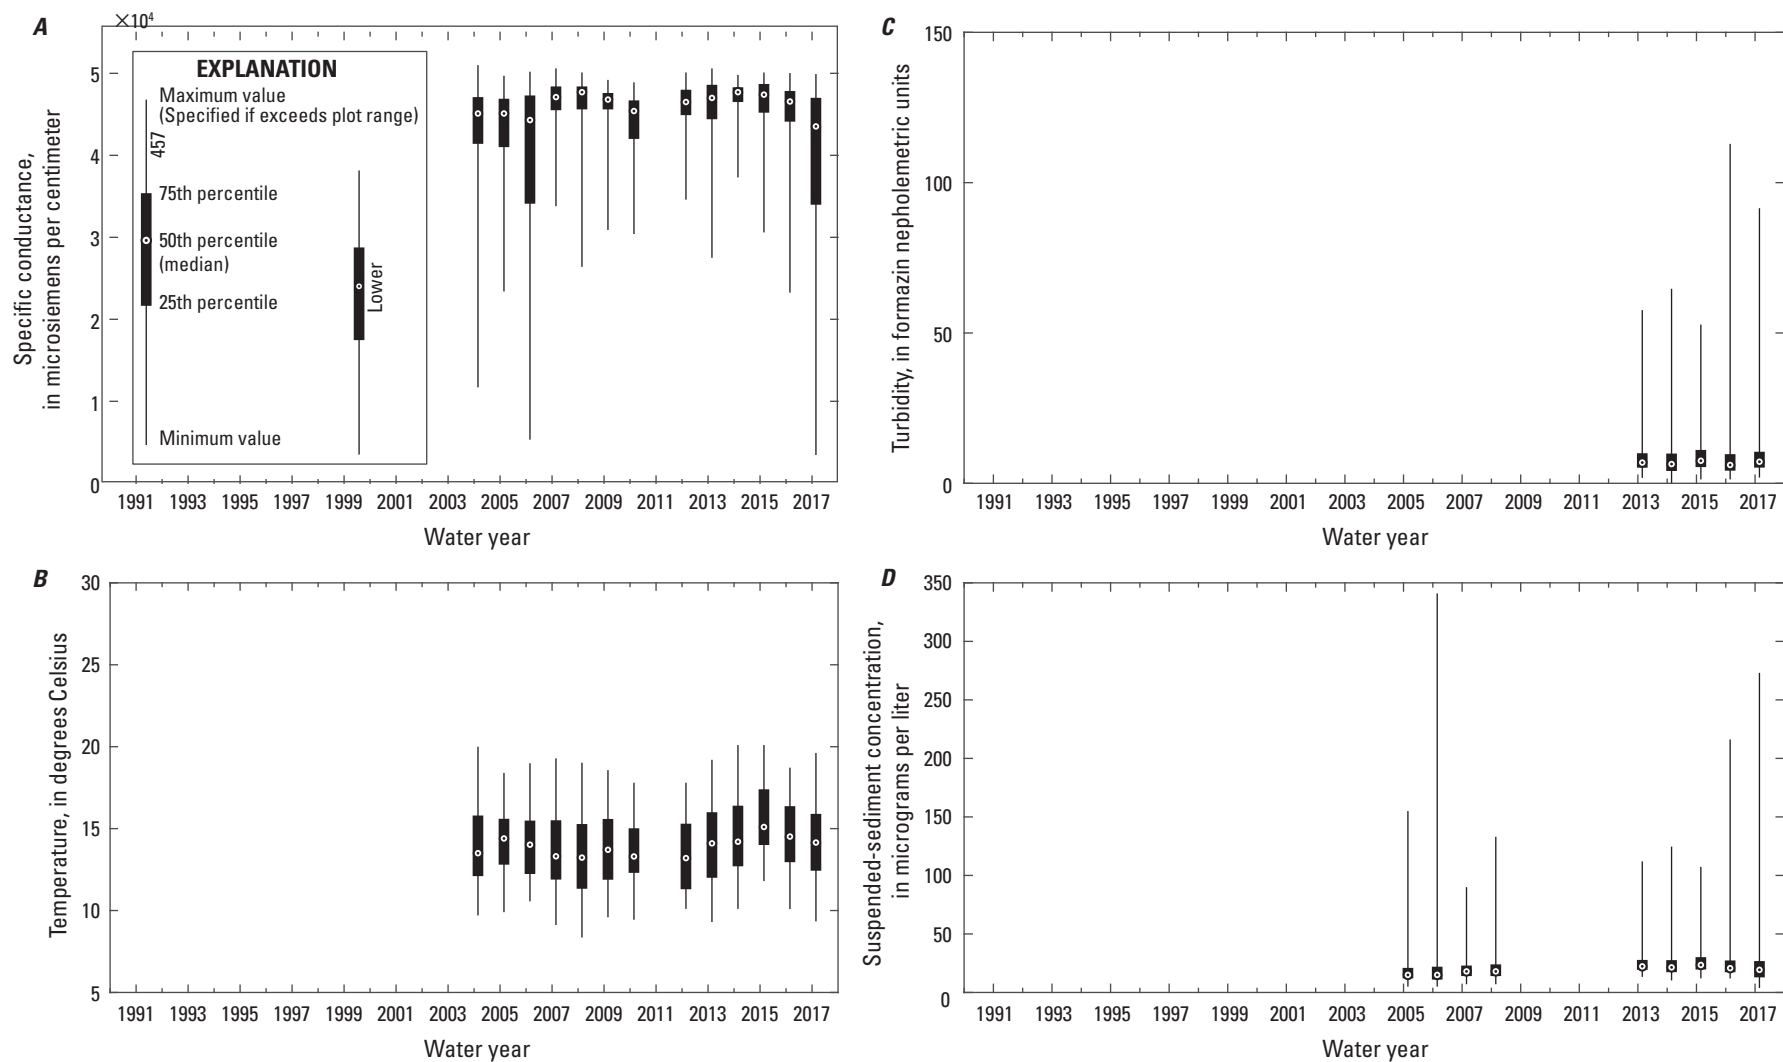 A
×10⁴
EXPLANATION
Maximum value
(Specified if exceeds plot range)
457
75th percentile
50th percentile
(median)
25th percentile
Minimum value
Lower
5
4
3
2
1
0
Specific conductance,
in microsiemens per centimeter
1991 1993 1995 1997 1999 2001 2003 2005 2007 2009 2011 2013 2015 2017
Water year
C
150
100
50
0
Turbidity, in formazin nepholemetric units
1991 1993 1995 1997 1999 2001 2003 2005 2007 2009 2011 2013 2015 2017
Water year
B
30
25
20
15
10
5
Temperature, in degrees Celsius
1991 1993 1995 1997 1999 2001 2003 2005 2007 2009 2011 2013 2015 2017
Water year
D
350
300
250
200
150
100
50
0
Suspended-sediment concentration,
in micrograms per liter
1991 1993 1995 1997 1999 2001 2003 2005 2007 2009 2011 2013 2015 2017
Water year